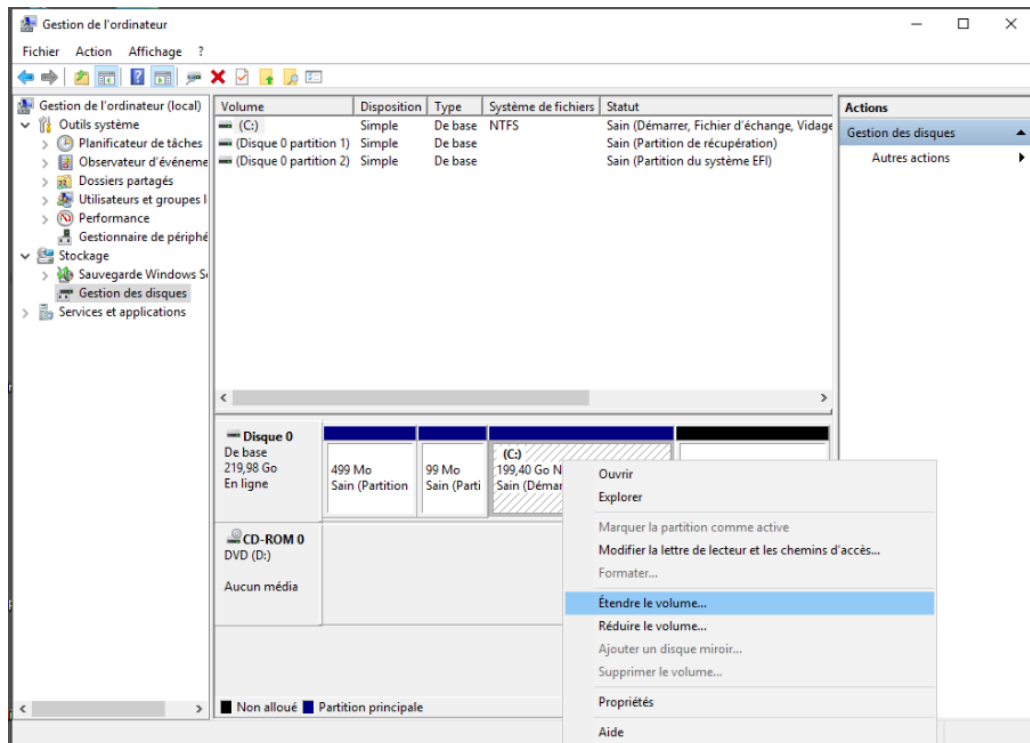 Gestion de l'ordinateur
Fichier Action Affichage ?
Gestion de l'ordinateur (local)
Outils système
Planificateur de tâches
Observateur d'événeme
Dossiers partagés
Utilisateurs et groupes l
Performance
Gestionnaire de périphé
Stockage
Sauvegarde Windows Se
Gestion des disques
Services et applications
Volume Disposition Type Système de fichiers Statut
(C:) Simple De base NTFS Sain (Démarrer, Fichier d'échange, Vidage
(Disque 0 partition 1) Simple De base Sain (Partition de récupération)
(Disque 0 partition 2) Simple De base Sain (Partition du système EFI)
Actions
Gestion des disques
Autres actions
Disque 0
De base
219,98 Go
En ligne
499 Mo
Sain (Partition
99 Mo
Sain (Parti
(C:)
199,40 Go N
Sain (Démar
CD-ROM 0
DVD (D:)
Aucun média
Non alloué Partition principale
Ouvrir
Explorer
Marquer la partition comme active
Modifier la lettre de lecteur et les chemins d'accès...
Formater...
Étendre le volume...
Réduire le volume...
Ajouter un disque miroir...
Supprimer le volume...
Propriétés
Aide